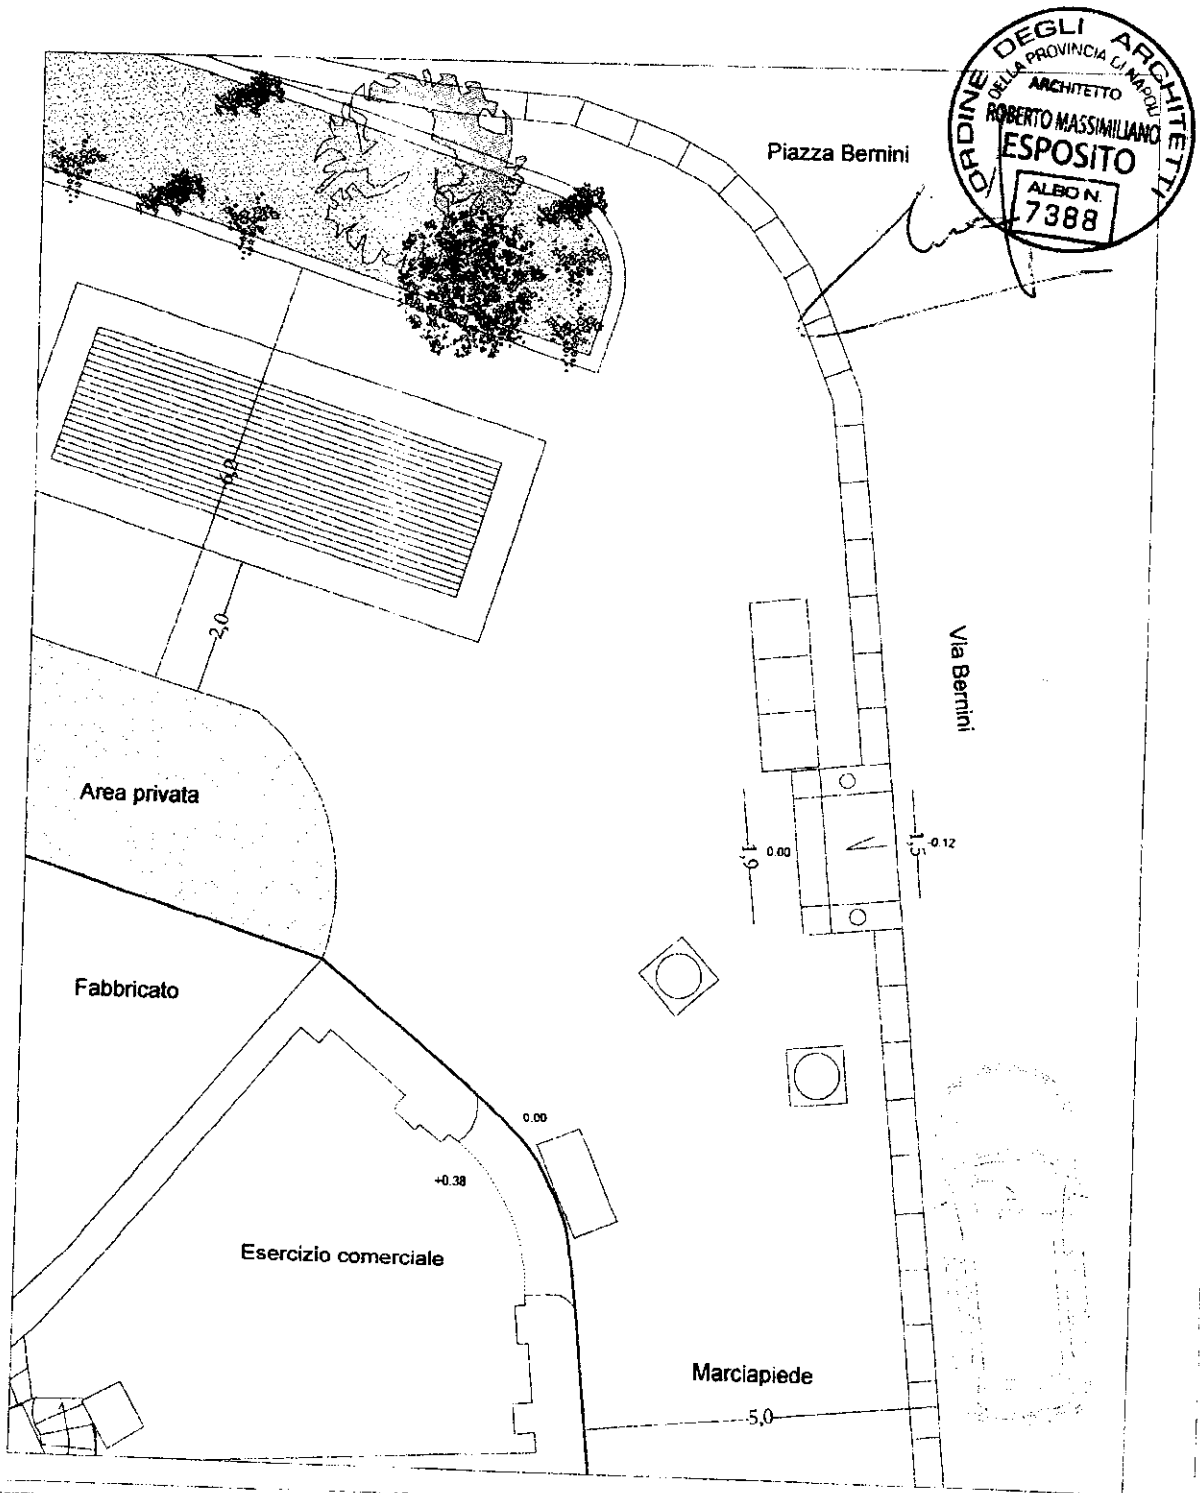 ORDINE DEGLI ARCHITETTI
DELLA PROVINCIA DI NAPOLI
ARCHITETTO
ROBERTO MASSIMILIANO
ESPOSITO
ALBO N.
7388
Piazza Bernini
6,2
2,0
Via Bernini
Area privata
1,9
0.00
1,5
-0.12
Fabbricato
0.00
+0.38
Esercizio comerciale
Marciapiede
5,0